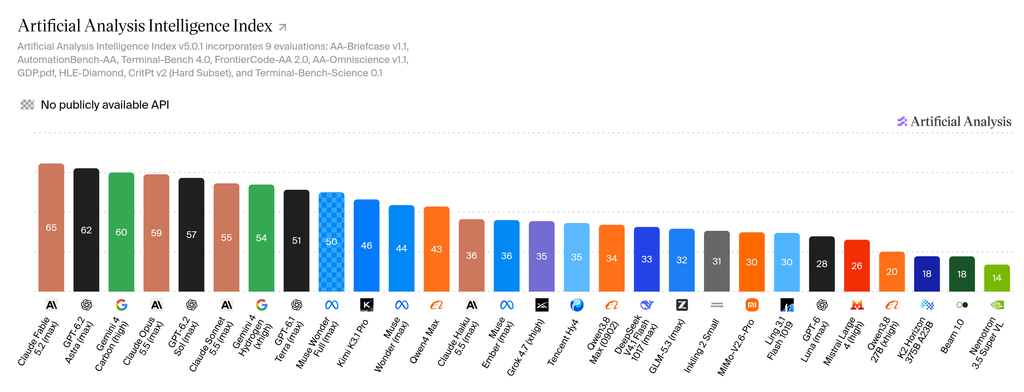 Artificial Analysis Intelligence Index ↗
Artificial Analysis Intelligence Index v5.0.1 incorporates 9 evaluations: AA-Briefcase v1.1,
AutomationBench-AA, Terminal-Bench 4.0, FrontierCode-AA 2.0, AA-Omniscience v1.1,
GDP.pdf, HLE-Diamond, CritPt v2 (Hard Subset), and Terminal-Bench-Science 0.1
No publicly available API
Artificial Analysis
65
62
60
59
57
55
54
51
50
46
44
43
36
36
35
35
34
33
32
31
30
30
28
26
20
18
18
14
Claude Fable
5.2 (max)
GPT-6.2
Astra (max)
Gemini 4
Carbon (high)
Claude Opus
5.5 (max)
GPT-6.2
Sol (max)
Claude Sonnet
5.5 (max)
Gemini 4
Hydrogen
(xhigh)
GPT-6.1
Terra (max)
Muse Wonder
Full (max)
Kimi K3.1 Pro
Muse
Wonder (max)
Qwen4 Max
Claude Haiku
5.5 (max)
Muse
Ember (max)
Grok 4.7 (xhigh)
Tencent Hy4
Qwen3.8
Max (0902)
DeepSeek
V4.1 Flash
1017 (max)
GLM-5.3 (max)
Inkling 2 Small
MiMo-V2.6-Pro
Ling 3.1
Flash 1019
GPT-6
Luna (max)
Mistral Large
4 (high)
Qwen3.8
27B (xhigh)
K2 Horizon
375B A23B
Beam 1.0
Nemotron
3.5 Super VL